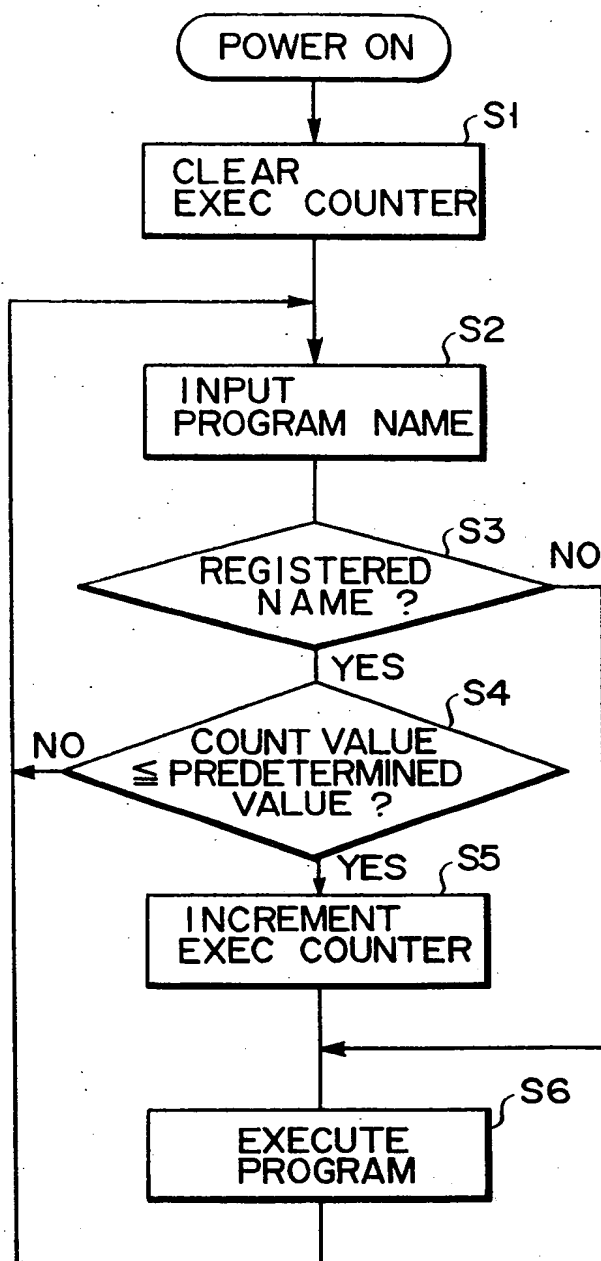 POWER ON
S1
CLEAR
EXEC COUNTER
S2
INPUT
PROGRAM NAME
S3
REGISTERED
NAME ?
NO
YES
S4
NO
COUNT VALUE
≦ PREDETERMINED
VALUE ?
YES
S5
INCREMENT
EXEC COUNTER
S6
EXECUTE
PROGRAM